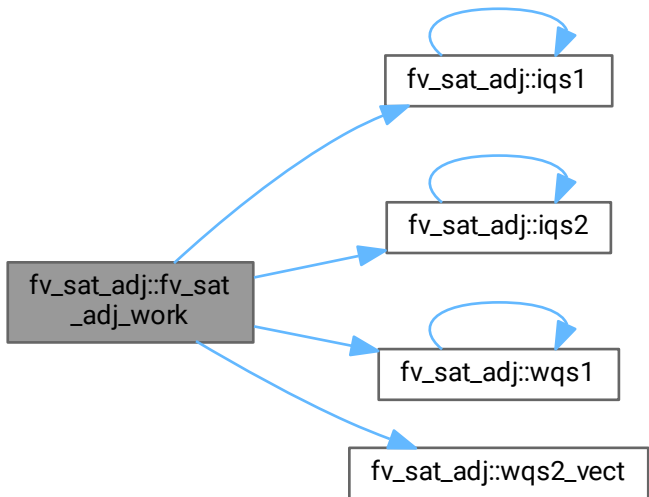 fv_sat_adj::iqs1
fv_sat_adj::iqs2
fv_sat_adj::fv_sat
_adj_work
fv_sat_adj::wqs1
fv_sat_adj::wqs2_vect